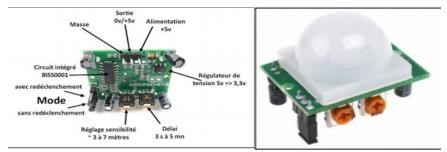 Sortie
0v/+5v
Masse
Alimentation
+5v
Circuit intégré
BISS0001
Régulateur
de tension 5v => 3,3v
avec redéclenchement
Mode
sans redéclenchement
Réglage sensibilité
~ 3 à 7 mètres
Délai
3 s à 5 mn